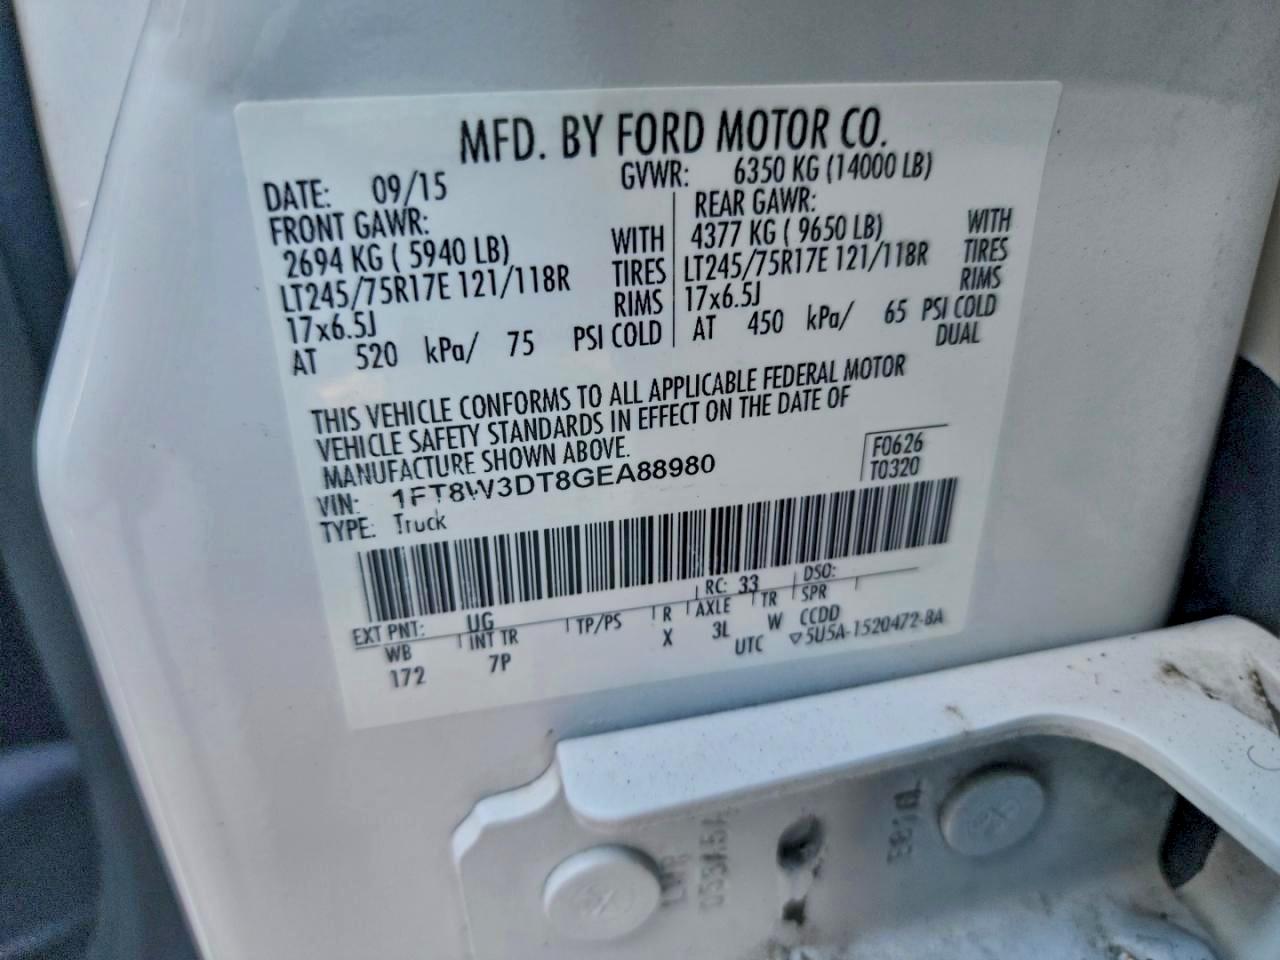 MFD. BY FORD MOTOR CO.
DATE: 09/15 GVWR: 6350 KG (14000 LB)
FRONT GAWR:
2694 KG ( 5940 LB) WITH
LT245/75R17E 121/118R TIRES
17x6.5J RIMS
AT 520 kPa/ 75 PSI COLD
REAR GAWR:
4377 KG ( 9650 LB) WITH
LT245/75R17E 121/118R TIRES
17x6.5J RIMS
AT 450 kPa/ 65 PSI COLD
DUAL
THIS VEHICLE CONFORMS TO ALL APPLICABLE FEDERAL MOTOR
VEHICLE SAFETY STANDARDS IN EFFECT ON THE DATE OF
MANUFACTURE SHOWN ABOVE.
VIN: 1FT8W3DT8GEA88980
TYPE: Truck
F0626
T0320
EXT PNT: UG RC: 33 DSO:
WB INT TR TP/PS R AXLE TR SPR
172 7P X 3L W CCDD
UTC ▽5U5A-1520472-BA